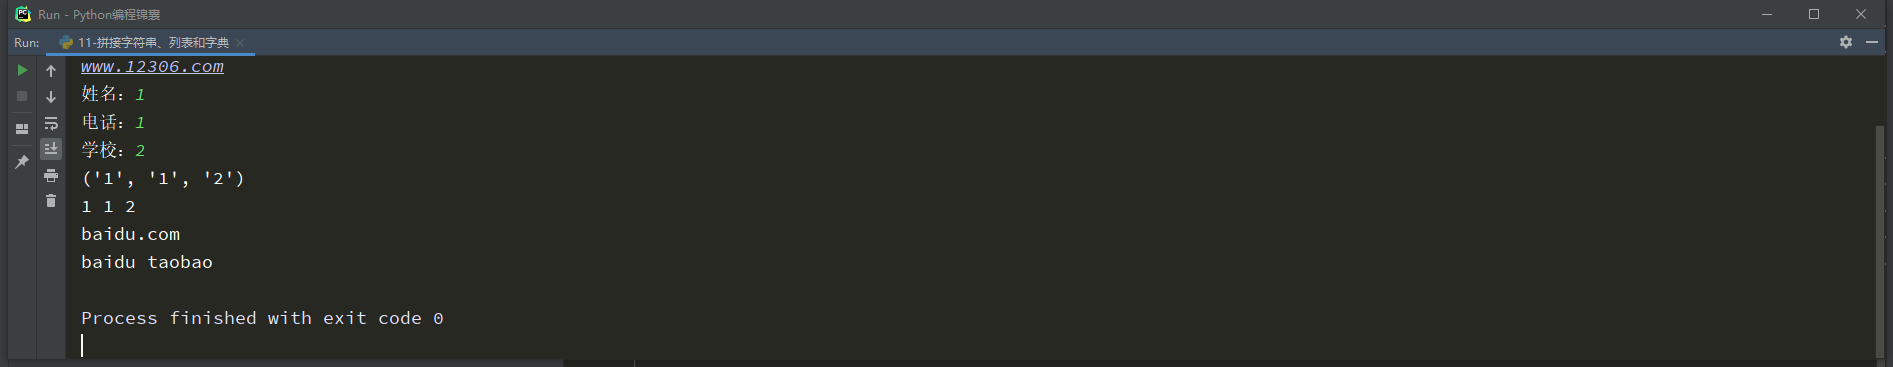 Run - Python编程锦囊
Run: 11-拼接字符串、列表和字典
www.12306.com
姓名：1
电话：1
学校：2
('1', '1', '2')
1 1 2
baidu.com
baidu taobao
Process finished with exit code 0